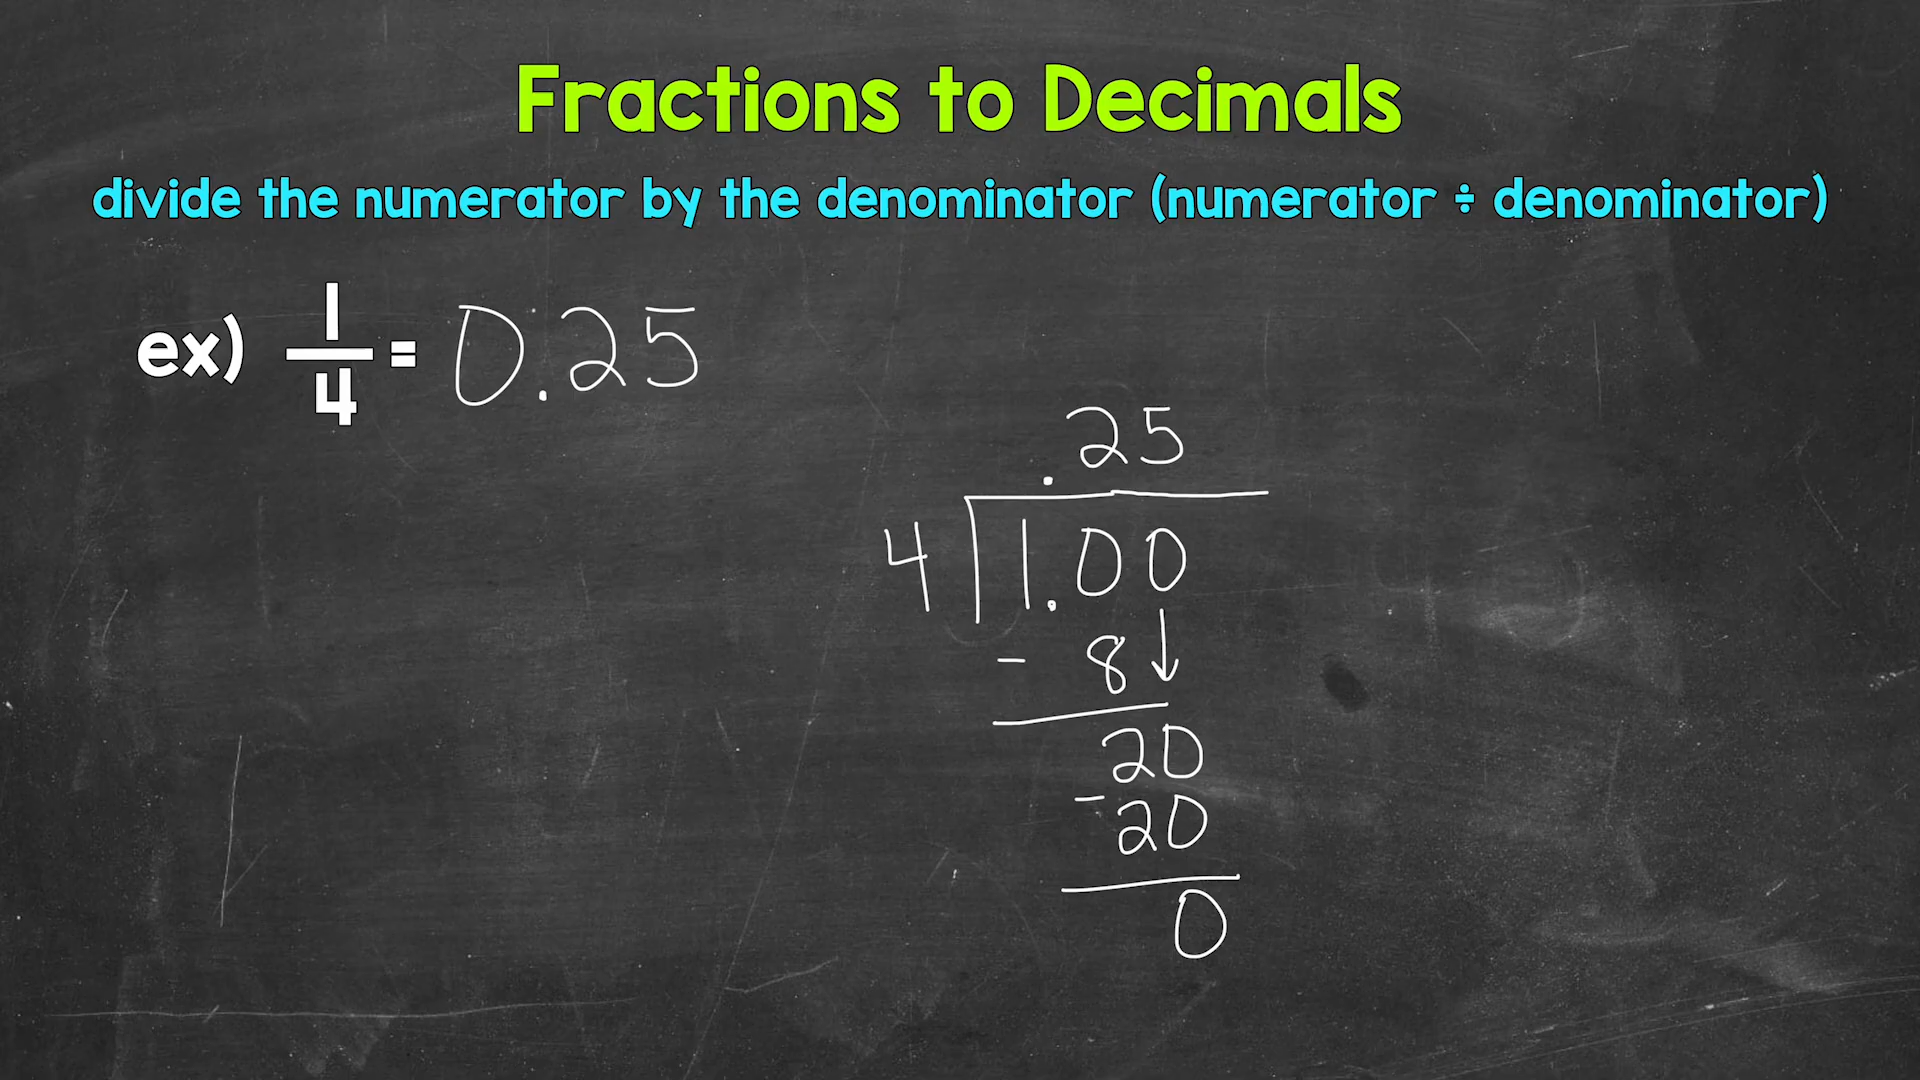 Fractions to Decimals
divide the numerator by the denominator (numerator ÷ denominator)
ex) 1/4 = 0.25
.25
4 1.00
- 8
20
- 20
0